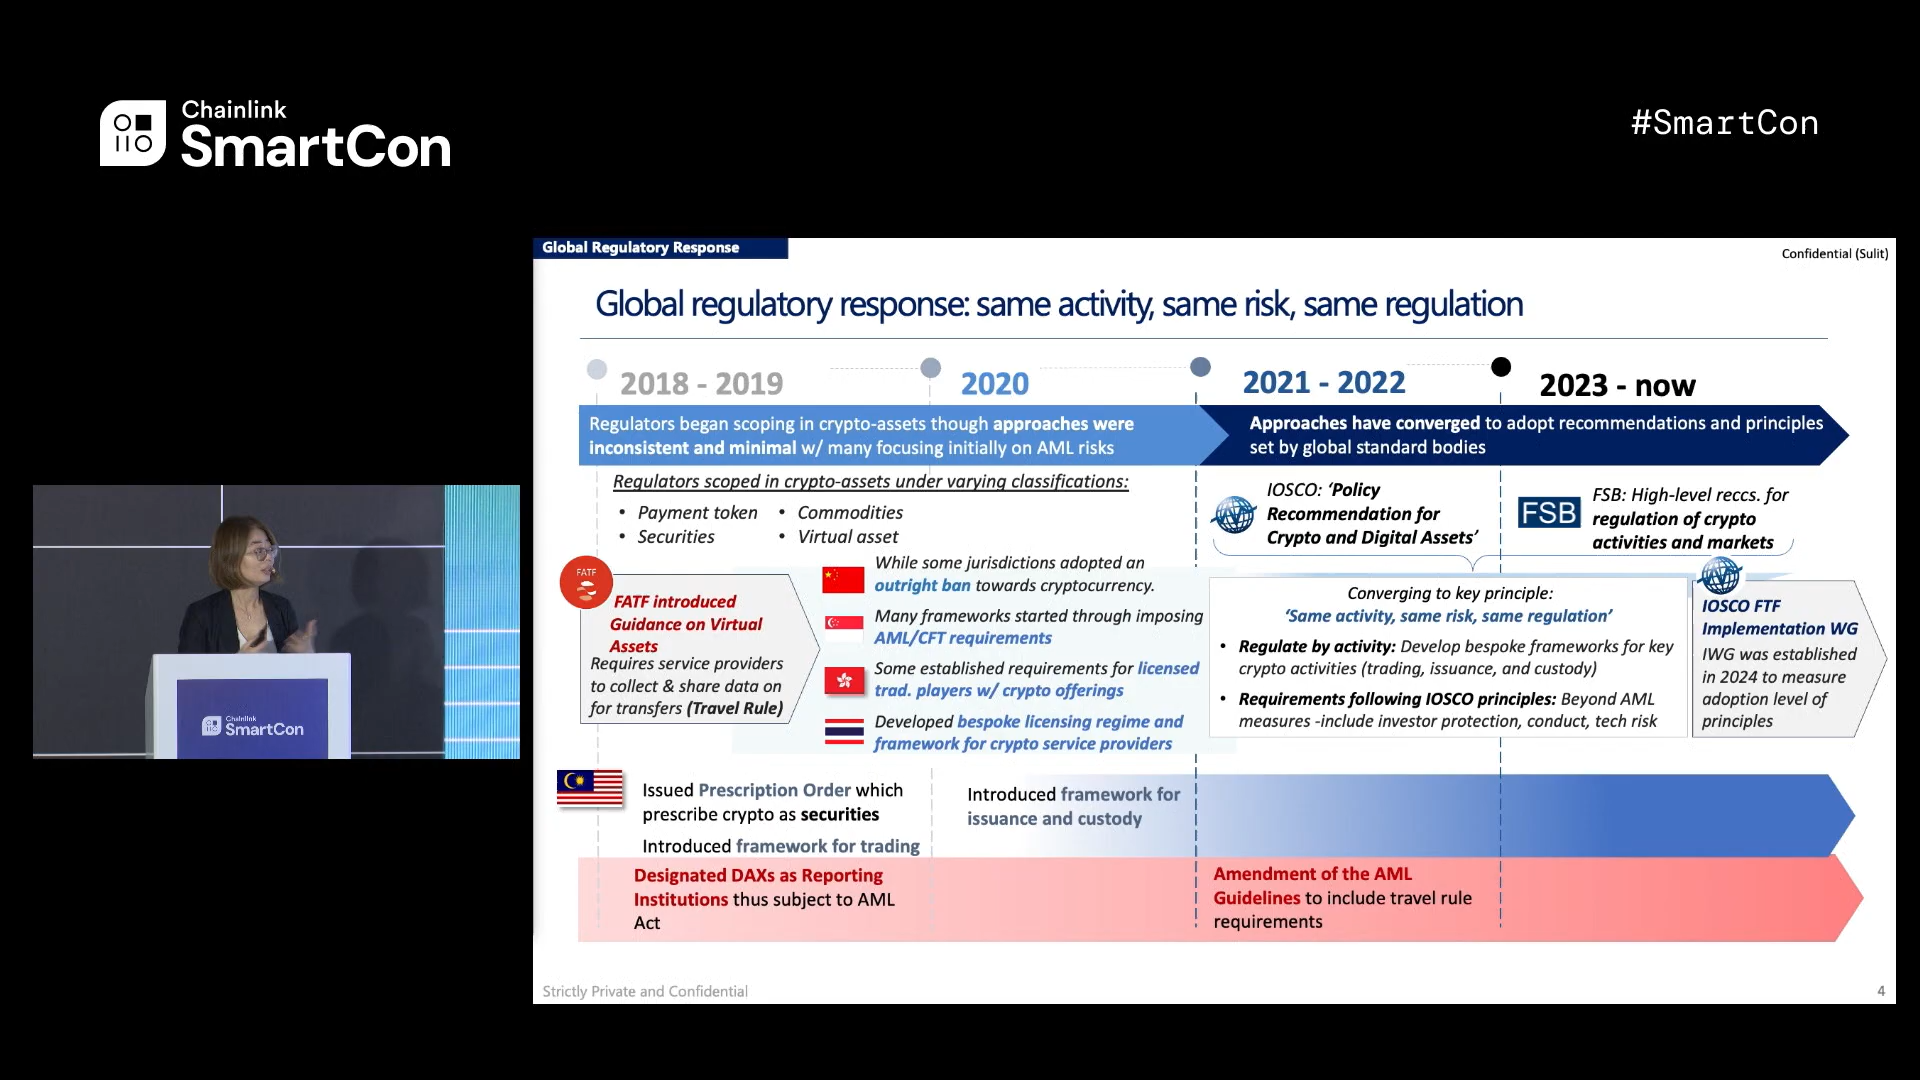 Chainlink
SmartCon
#SmartCon
Global Regulatory Response
Confidential (Sulit)
Global regulatory response: same activity, same risk, same regulation
2018 - 2019
2020
2021 - 2022
2023 - now
Regulators began scoping in crypto-assets though approaches were
inconsistent and minimal w/ many focusing initially on AML risks
Approaches have converged to adopt recommendations and principles
set by global standard bodies
Regulators scoped in crypto-assets under varying classifications:
• Payment token
• Securities
• Commodities
• Virtual asset
FATF
FATF introduced
Guidance on Virtual
Assets
Requires service providers
to collect & share data on
for transfers (Travel Rule)
While some jurisdictions adopted an
outright ban towards cryptocurrency.
Many frameworks started through imposing
AML/CFT requirements
Some established requirements for licensed
trad. players w/ crypto offerings
Developed bespoke licensing regime and
framework for crypto service providers
IOSCO: ‘Policy
Recommendation for
Crypto and Digital Assets’
FSB
FSB: High-level reccs. for
regulation of crypto
activities and markets
Converging to key principle:
‘Same activity, same risk, same regulation’
• Regulate by activity: Develop bespoke frameworks for key
crypto activities (trading, issuance, and custody)
• Requirements following IOSCO principles: Beyond AML
measures -include investor protection, conduct, tech risk
IOSCO FTF
Implementation WG
IWG was established
in 2024 to measure
adoption level of
principles
Issued Prescription Order which
prescribe crypto as securities
Introduced framework for trading
Introduced framework for
issuance and custody
Designated DAXs as Reporting
Institutions thus subject to AML
Act
Amendment of the AML
Guidelines to include travel rule
requirements
Strictly Private and Confidential
4
Chainlink
SmartCon